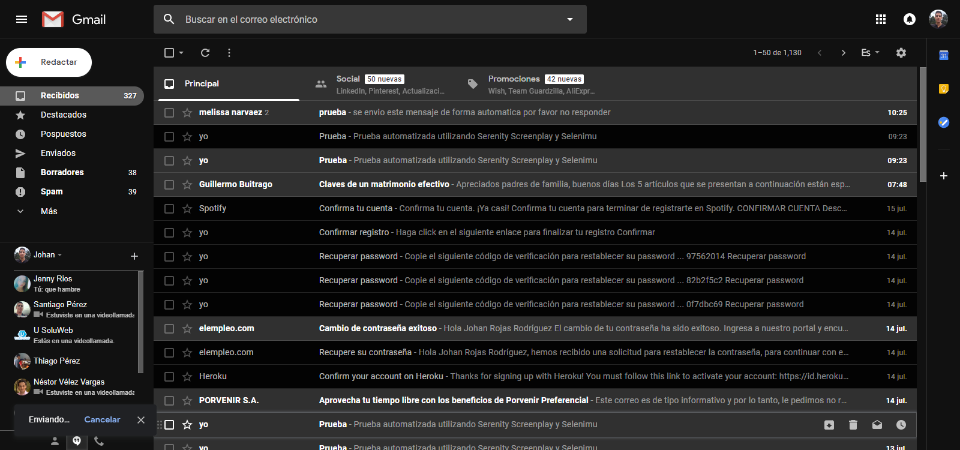 Gmail
Buscar en el correo electrónico
Redactar
1–50 de 1,130
Es
Recibidos 327
Destacados
Pospuestos
Enviados
Borradores 38
Spam 39
Más
Principal
Social 50 nuevas
LinkedIn, Pinterest, Actualizaci...
Promociones 42 nuevas
Wish, Team Guardzilla, AliExpr...
melissa narvaez 2 prueba - se envio este mensaje de forma automatica por favor no responder 10:25
yo Prueba - Prueba automatizada utilizando Serenity Screenplay y Selenimu 09:23
yo Prueba - Prueba automatizada utilizando Serenity Screenplay y Selenimu 09:23
Guillermo Buitrago Claves de un matrimonio efectivo - Apreciados padres de familia, buenos días Los 5 artículos que se presentan a continuación están esp... 07:48
Spotify Confirma tu cuenta - Confirma tu cuenta. ¡Ya casi! Confirma tu cuenta para terminar de registrarte en Spotify. CONFIRMAR CUENTA Desc... 15 jul.
yo Confirmar registro - Haga click en el siguiente enlace para finalizar tu registro Confirmar 14 jul.
yo Recuperar password - Copie el siguiente código de verificación para restablecer su password ... 97562014 Recuperar password 14 jul.
yo Recuperar password - Copie el siguiente código de verificación para restablecer su password ... 82b2f5c2 Recuperar password 14 jul.
yo Recuperar password - Copie el siguiente código de verificación para restablecer su password ... 0f7dbc69 Recuperar password 14 jul.
elempleo.com Cambio de contraseña exitoso - Hola Johan Rojas Rodríguez El cambio de tu contraseña ha sido exitoso. Ingresa a nuestro portal y encu... 14 jul.
elempleo.com Recupere su contraseña - Hola Johan Rojas Rodriguez, hemos recibido una solicitud para restablecer la contraseña, para continuar con e... 14 jul.
Heroku Confirm your account on Heroku - Thanks for signing up with Heroku! You must follow this link to activate your account: https://id.heroku... 14 jul.
PORVENIR S.A. Aprovecha tu tiempo libre con los beneficios de Porvenir Preferencial - Este correo es de tipo informativo y por lo tanto, le pedimos no r... 14 jul.
yo Prueba - Prueba automatizada utilizando Serenity Screenplay y Selenimu
yo Prueba - Prueba automatizada utilizando Serenity Screenplay y Selenimu 13 jul.
Johan
Jenny Ríos
Tú: que hambre
Santiago Pérez
Estuviste en una videollamada
U SoluWeb
Estás en una videollamada.
Thiago Pérez
Néstor Vélez Vargas
Estuviste en una videollamada
Enviando... Cancelar